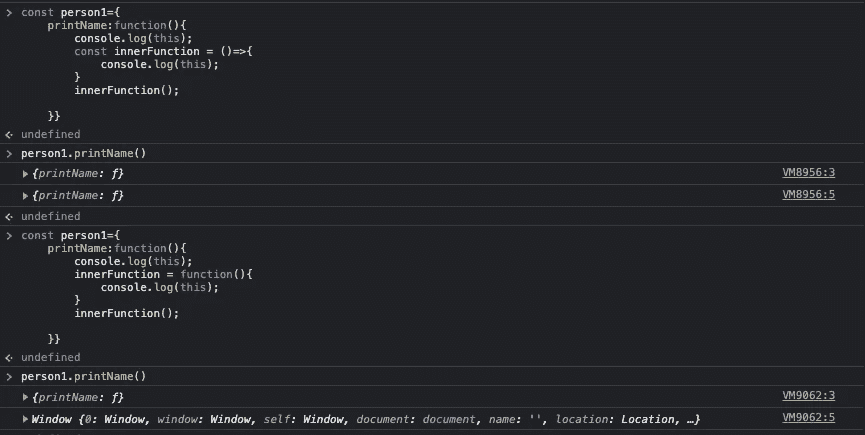 > const person1={
printName:function(){
console.log(this);
const innerFunction = ()=>{
console.log(this);
}
innerFunction();
}}
undefined
> person1.printName()
{printName: ƒ} VM8956:3
{printName: ƒ} VM8956:5
undefined
> const person1={
printName:function(){
console.log(this);
innerFunction = function(){
console.log(this);
}
innerFunction();
}}
undefined
> person1.printName()
{printName: ƒ} VM9062:3
Window {0: Window, window: Window, self: Window, document: document, name: '', location: Location, …} VM9062:5